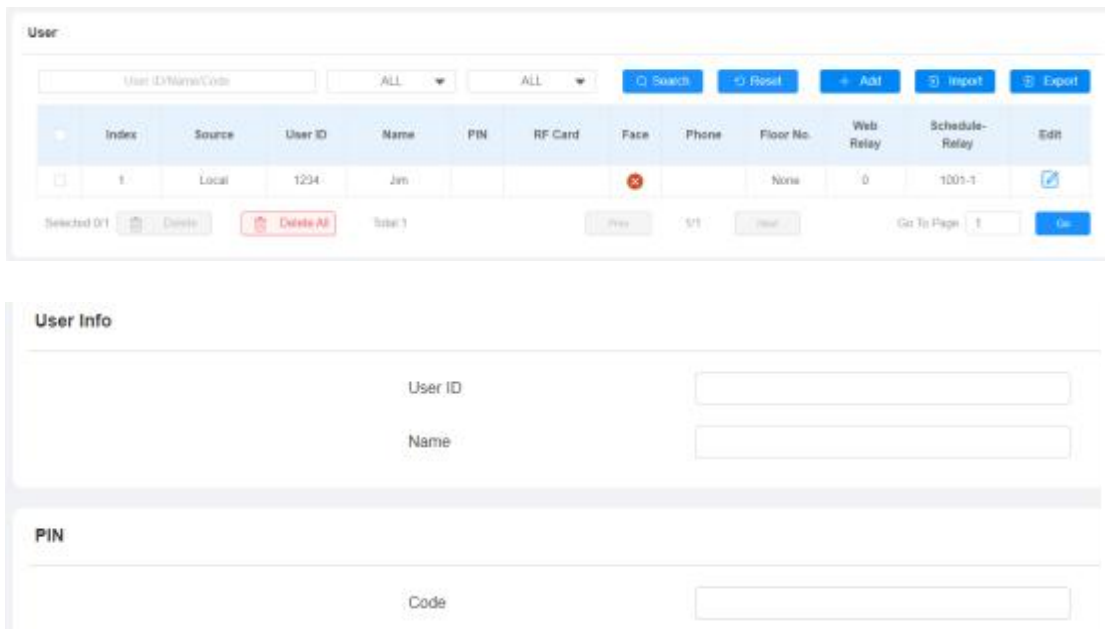 User
User ID/Name/Code ALL ALL Search Reset Add Import Export
Index Source User ID Name PIN RF Card Face Phone Floor No. Web Relay Schedule-Relay Edit
1 Local 1234 Jim None 0 1001-1
Selected 0/1 Delete Delete All Total 1 Prev 1/1 Next Go To Page 1 Go
User Info
User ID
Name
PIN
Code